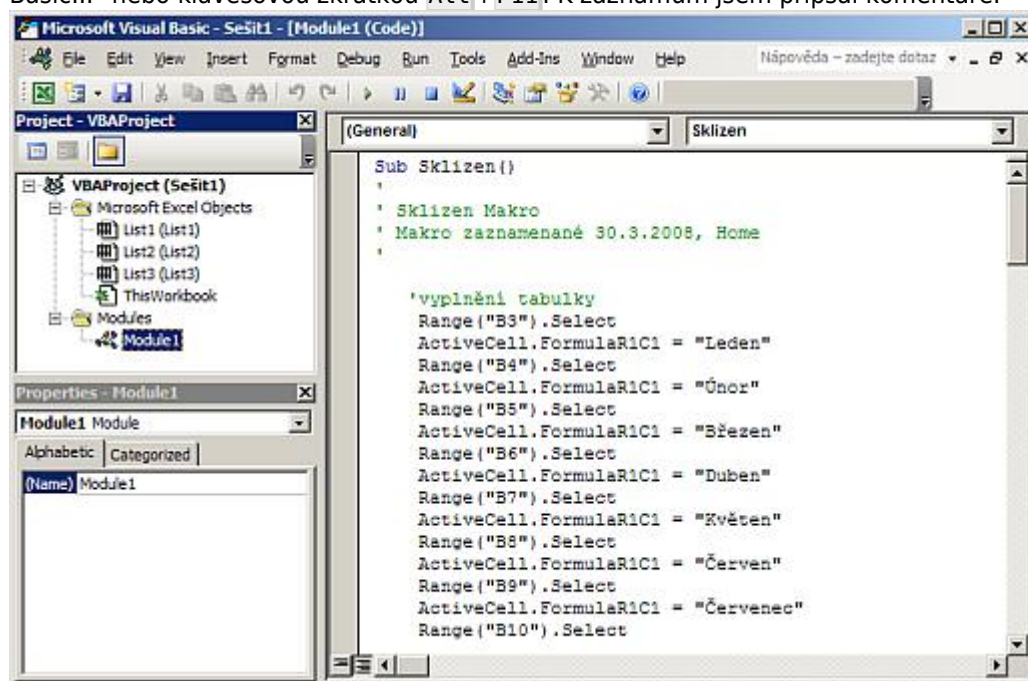 Basic..." nebo klávesovou zkratkou Alt+F11. K záznamům jsem připsal komentáře.
Microsoft Visual Basic - Sešit1 - [Module1 (Code)]
File Edit View Insert Format Debug Run Tools Add-Ins Window Help Nápověda – zadejte dotaz
Project - VBAProject
VBAProject (Sešit1)
Microsoft Excel Objects
List1 (List1)
List2 (List2)
List3 (List3)
ThisWorkbook
Modules
Module1
Properties - Module1
Module1 Module
Alphabetic Categorized
(Name) Module1
(General) Sklizen
Sub Sklizen()
'
' Sklizen Makro
' Makro zaznamenané 30.3.2008, Home
'
'vyplnění tabulky
Range("B3").Select
ActiveCell.FormulaR1C1 = "Leden"
Range("B4").Select
ActiveCell.FormulaR1C1 = "Únor"
Range("B5").Select
ActiveCell.FormulaR1C1 = "Březen"
Range("B6").Select
ActiveCell.FormulaR1C1 = "Duben"
Range("B7").Select
ActiveCell.FormulaR1C1 = "Květen"
Range("B8").Select
ActiveCell.FormulaR1C1 = "Červen"
Range("B9").Select
ActiveCell.FormulaR1C1 = "Červenec"
Range("B10").Select